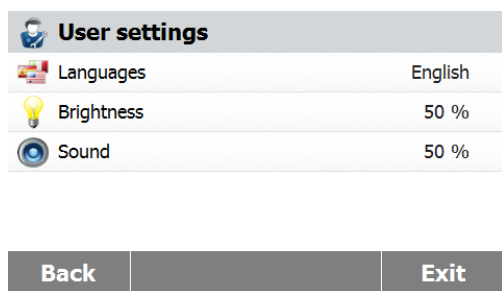 User settings
Languages English
Brightness 50 %
Sound 50 %
Back Exit